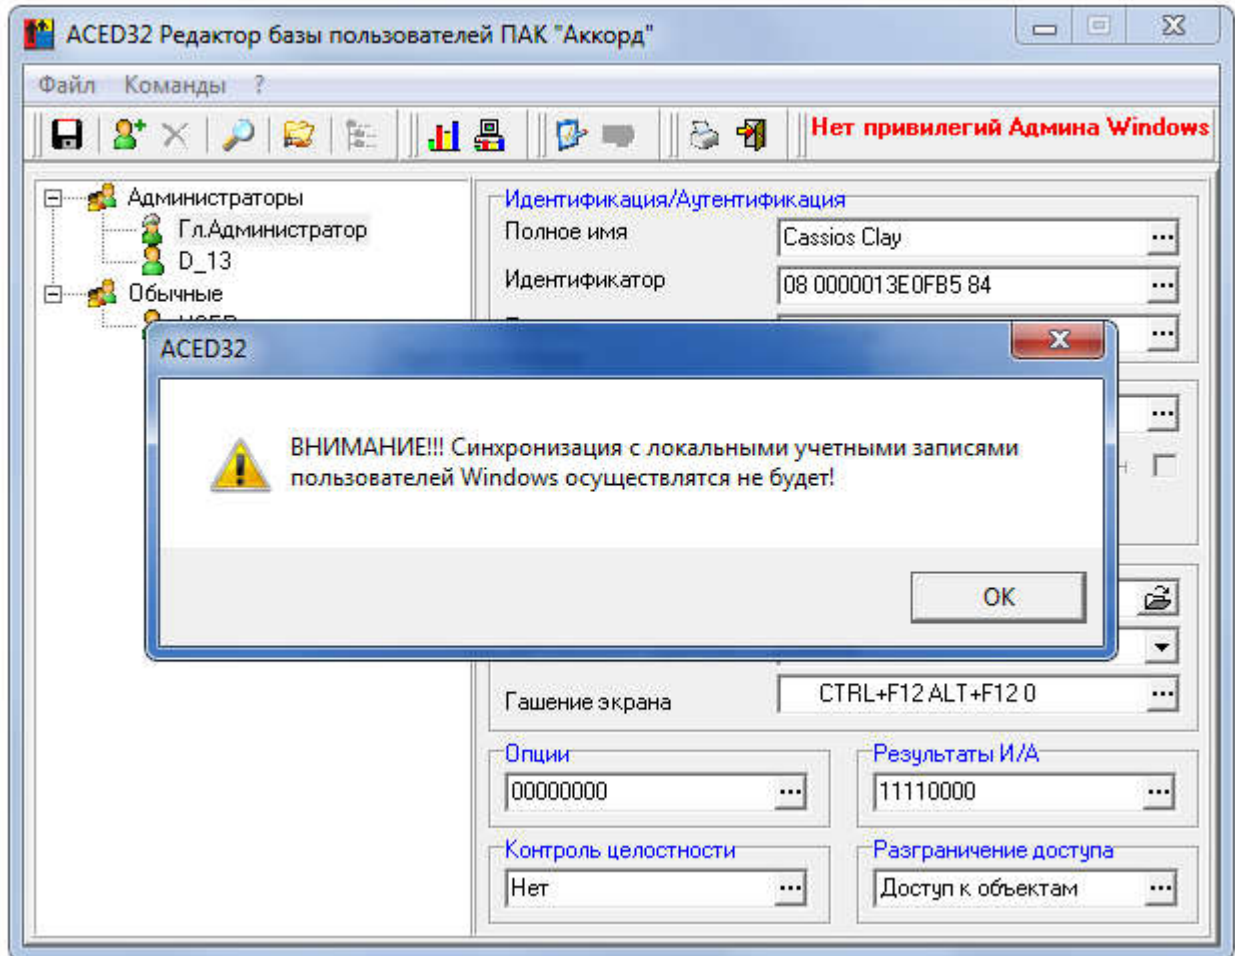 ACED32 Редактор базы пользователей ПАК "Аккорд"
Файл Команды ?
Нет привилегий Админа Windows
Администраторы
Гл.Администратор
D_13
Обычные
Идентификация/Аутентификация
Полное имя
Cassios Clay
Идентификатор
08 0000013E0FB5 84
ACED32
ВНИМАНИЕ!!! Синхронизация с локальными учетными записями
пользователей Windows осуществлятся не будет!
OK
Гашение экрана
CTRL+F12 ALT+F12 0
Опции
00000000
Результаты И/А
11110000
Контроль целостности
Нет
Разграничение доступа
Доступ к объектам